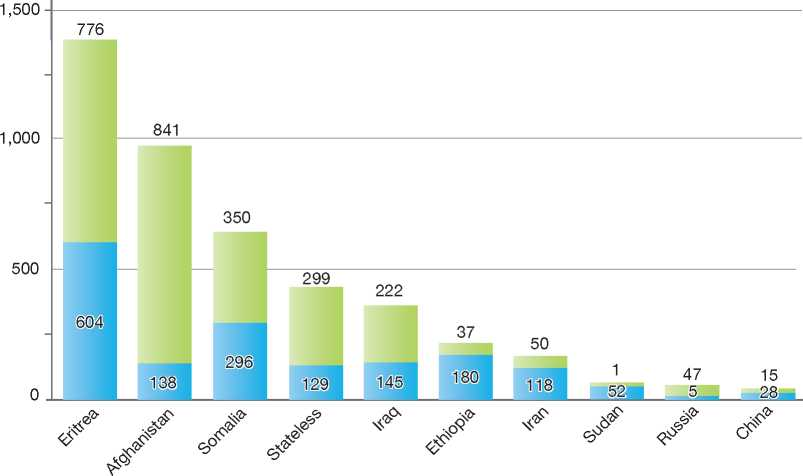 1,500
776
1,000
841
350
500
299
222
604
37
50
296
1
47
15
138
129
145
180
118
52
5
28
0
Eritrea
Afghanistan
Somalia
Stateless
Iraq
Ethiopia
Iran
Sudan
Russia
China